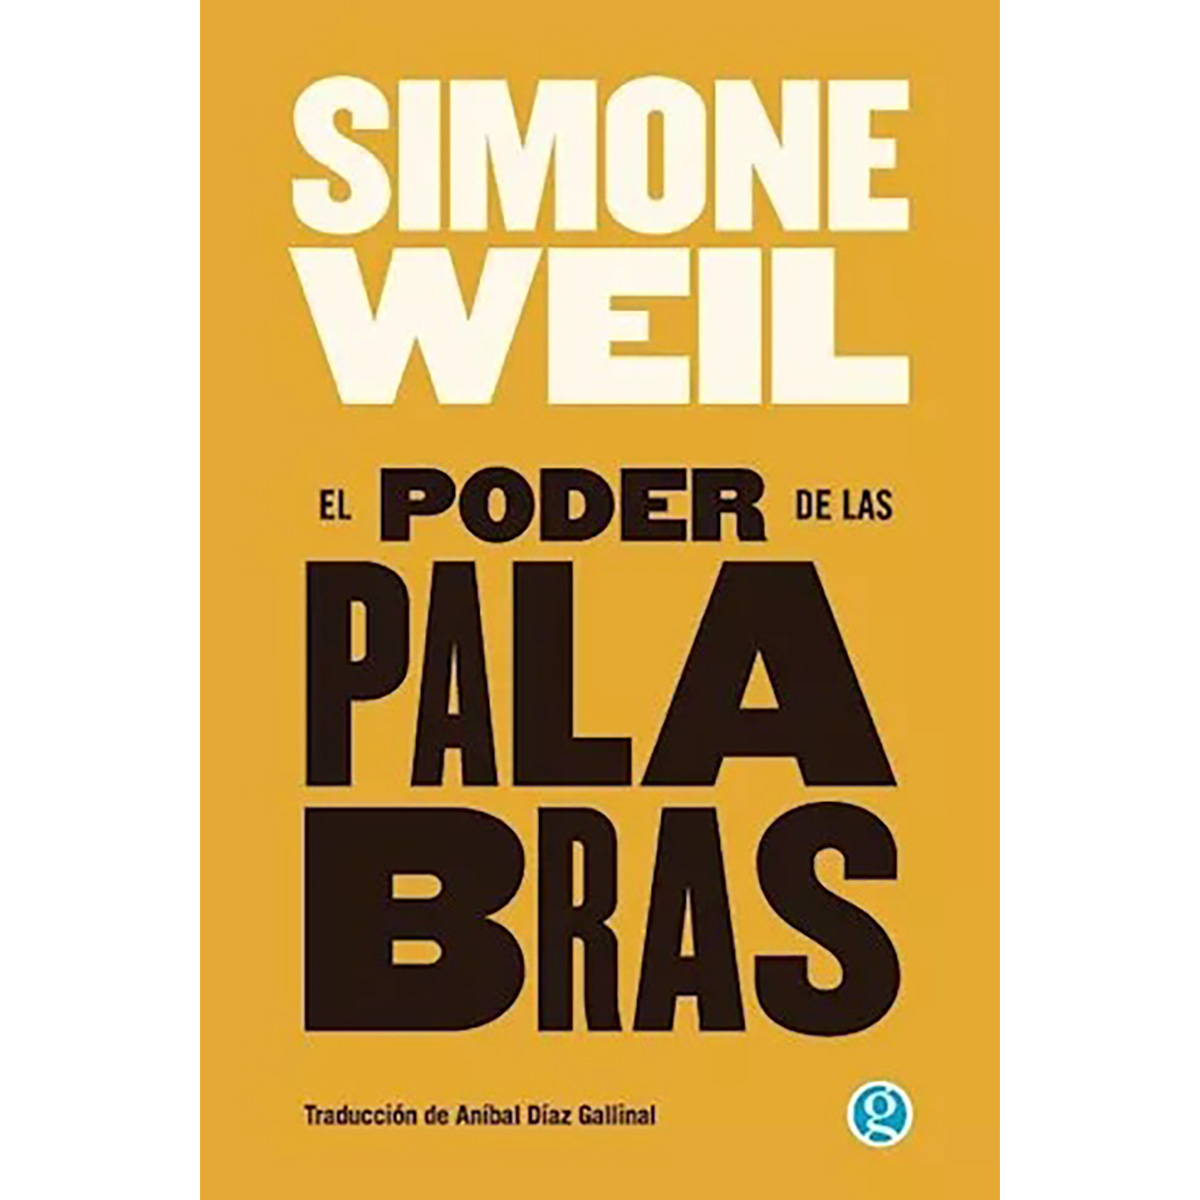 SIMONE
WEIL
EL PODER DE LAS
PALA
BRAS
Traducción de Aníbal Díaz Gallinal
g